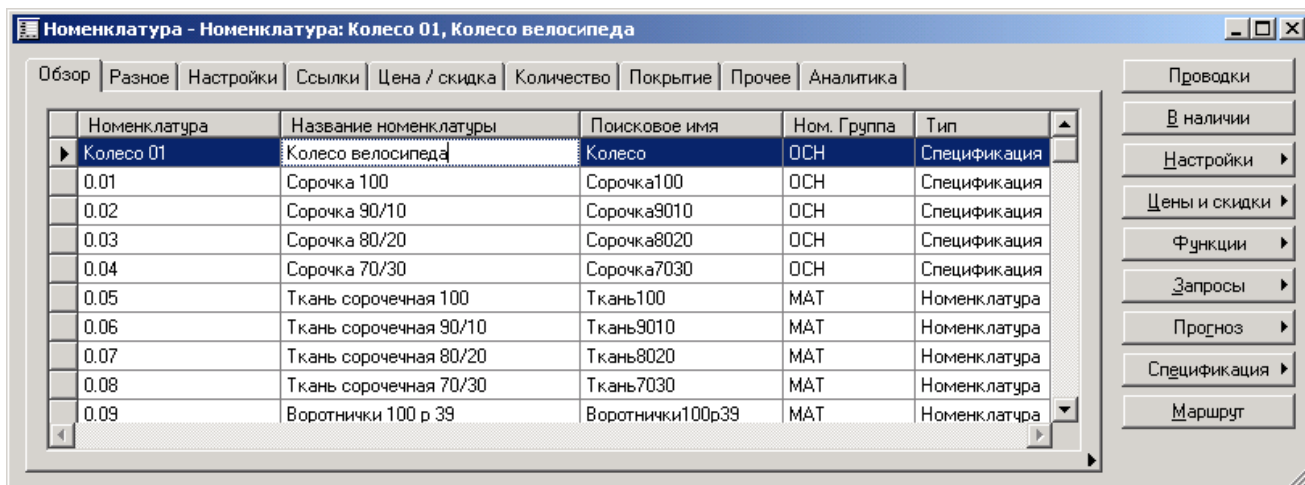 Номенклатура - Номенклатура: Колесо 01, Колесо велосипеда
Обзор Разное Настройки Ссылки Цена / скидка Количество Покрытие Прочее Аналитика
Номенклатура Название номенклатуры Поисковое имя Ном. Группа Тип
Колесо 01 Колесо велосипеда Колесо ОСН Спецификация
0.01 Сорочка 100 Сорочка100 ОСН Спецификация
0.02 Сорочка 90/10 Сорочка9010 ОСН Спецификация
0.03 Сорочка 80/20 Сорочка8020 ОСН Спецификация
0.04 Сорочка 70/30 Сорочка7030 ОСН Спецификация
0.05 Ткань сорочечная 100 Ткань100 МАТ Номенклатура
0.06 Ткань сорочечная 90/10 Ткань9010 МАТ Номенклатура
0.07 Ткань сорочечная 80/20 Ткань8020 МАТ Номенклатура
0.08 Ткань сорочечная 70/30 Ткань7030 МАТ Номенклатура
0.09 Воротнички 100 р 39 Воротнички100р39 МАТ Номенклатура
Проводки
В наличии
Настройки
Цены и скидки
Функции
Запросы
Прогноз
Спецификация
Маршрут